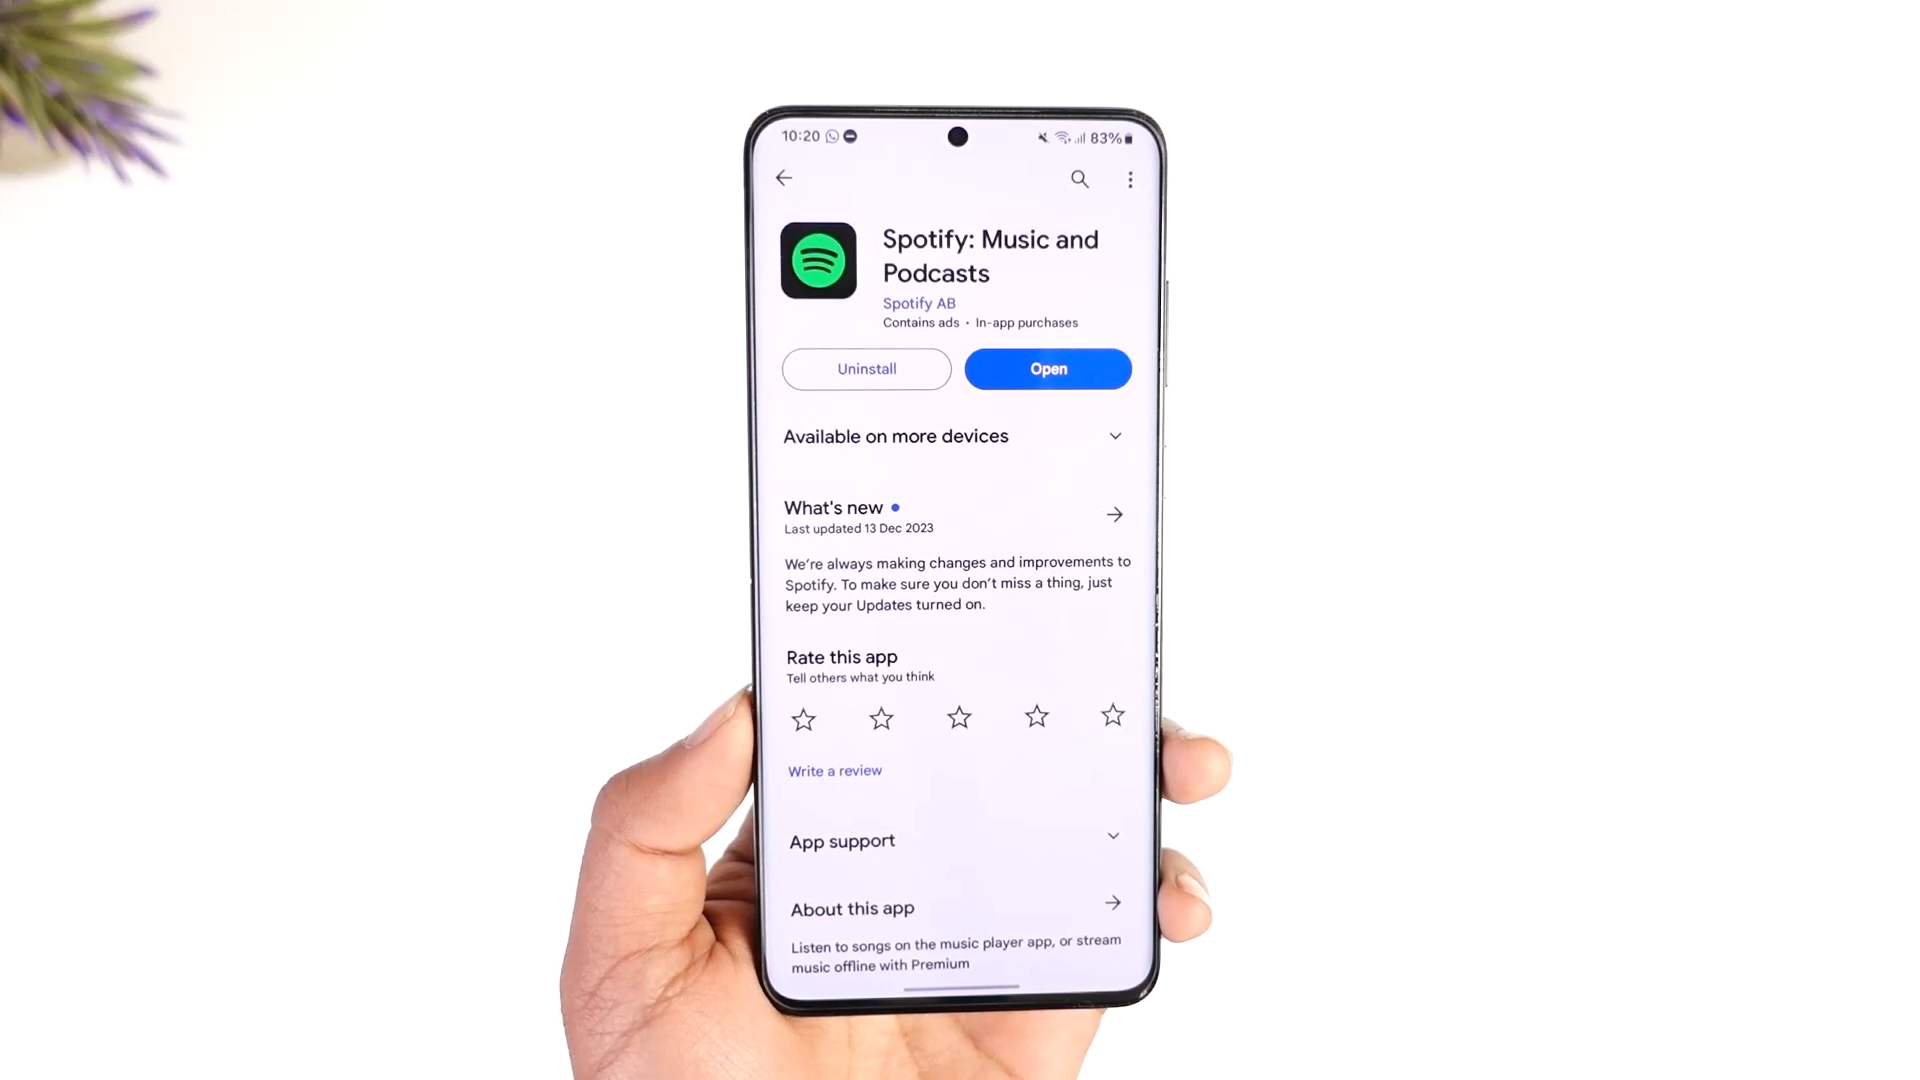 10:20
83%
Spotify: Music and
Podcasts
Spotify AB
Contains ads • In-app purchases
Uninstall
Open
Available on more devices
What's new
Last updated 13 Dec 2023
We're always making changes and improvements to
Spotify. To make sure you don't miss a thing, just
keep your Updates turned on.
Rate this app
Tell others what you think
Write a review
App support
About this app
Listen to songs on the music player app, or stream
music offline with Premium